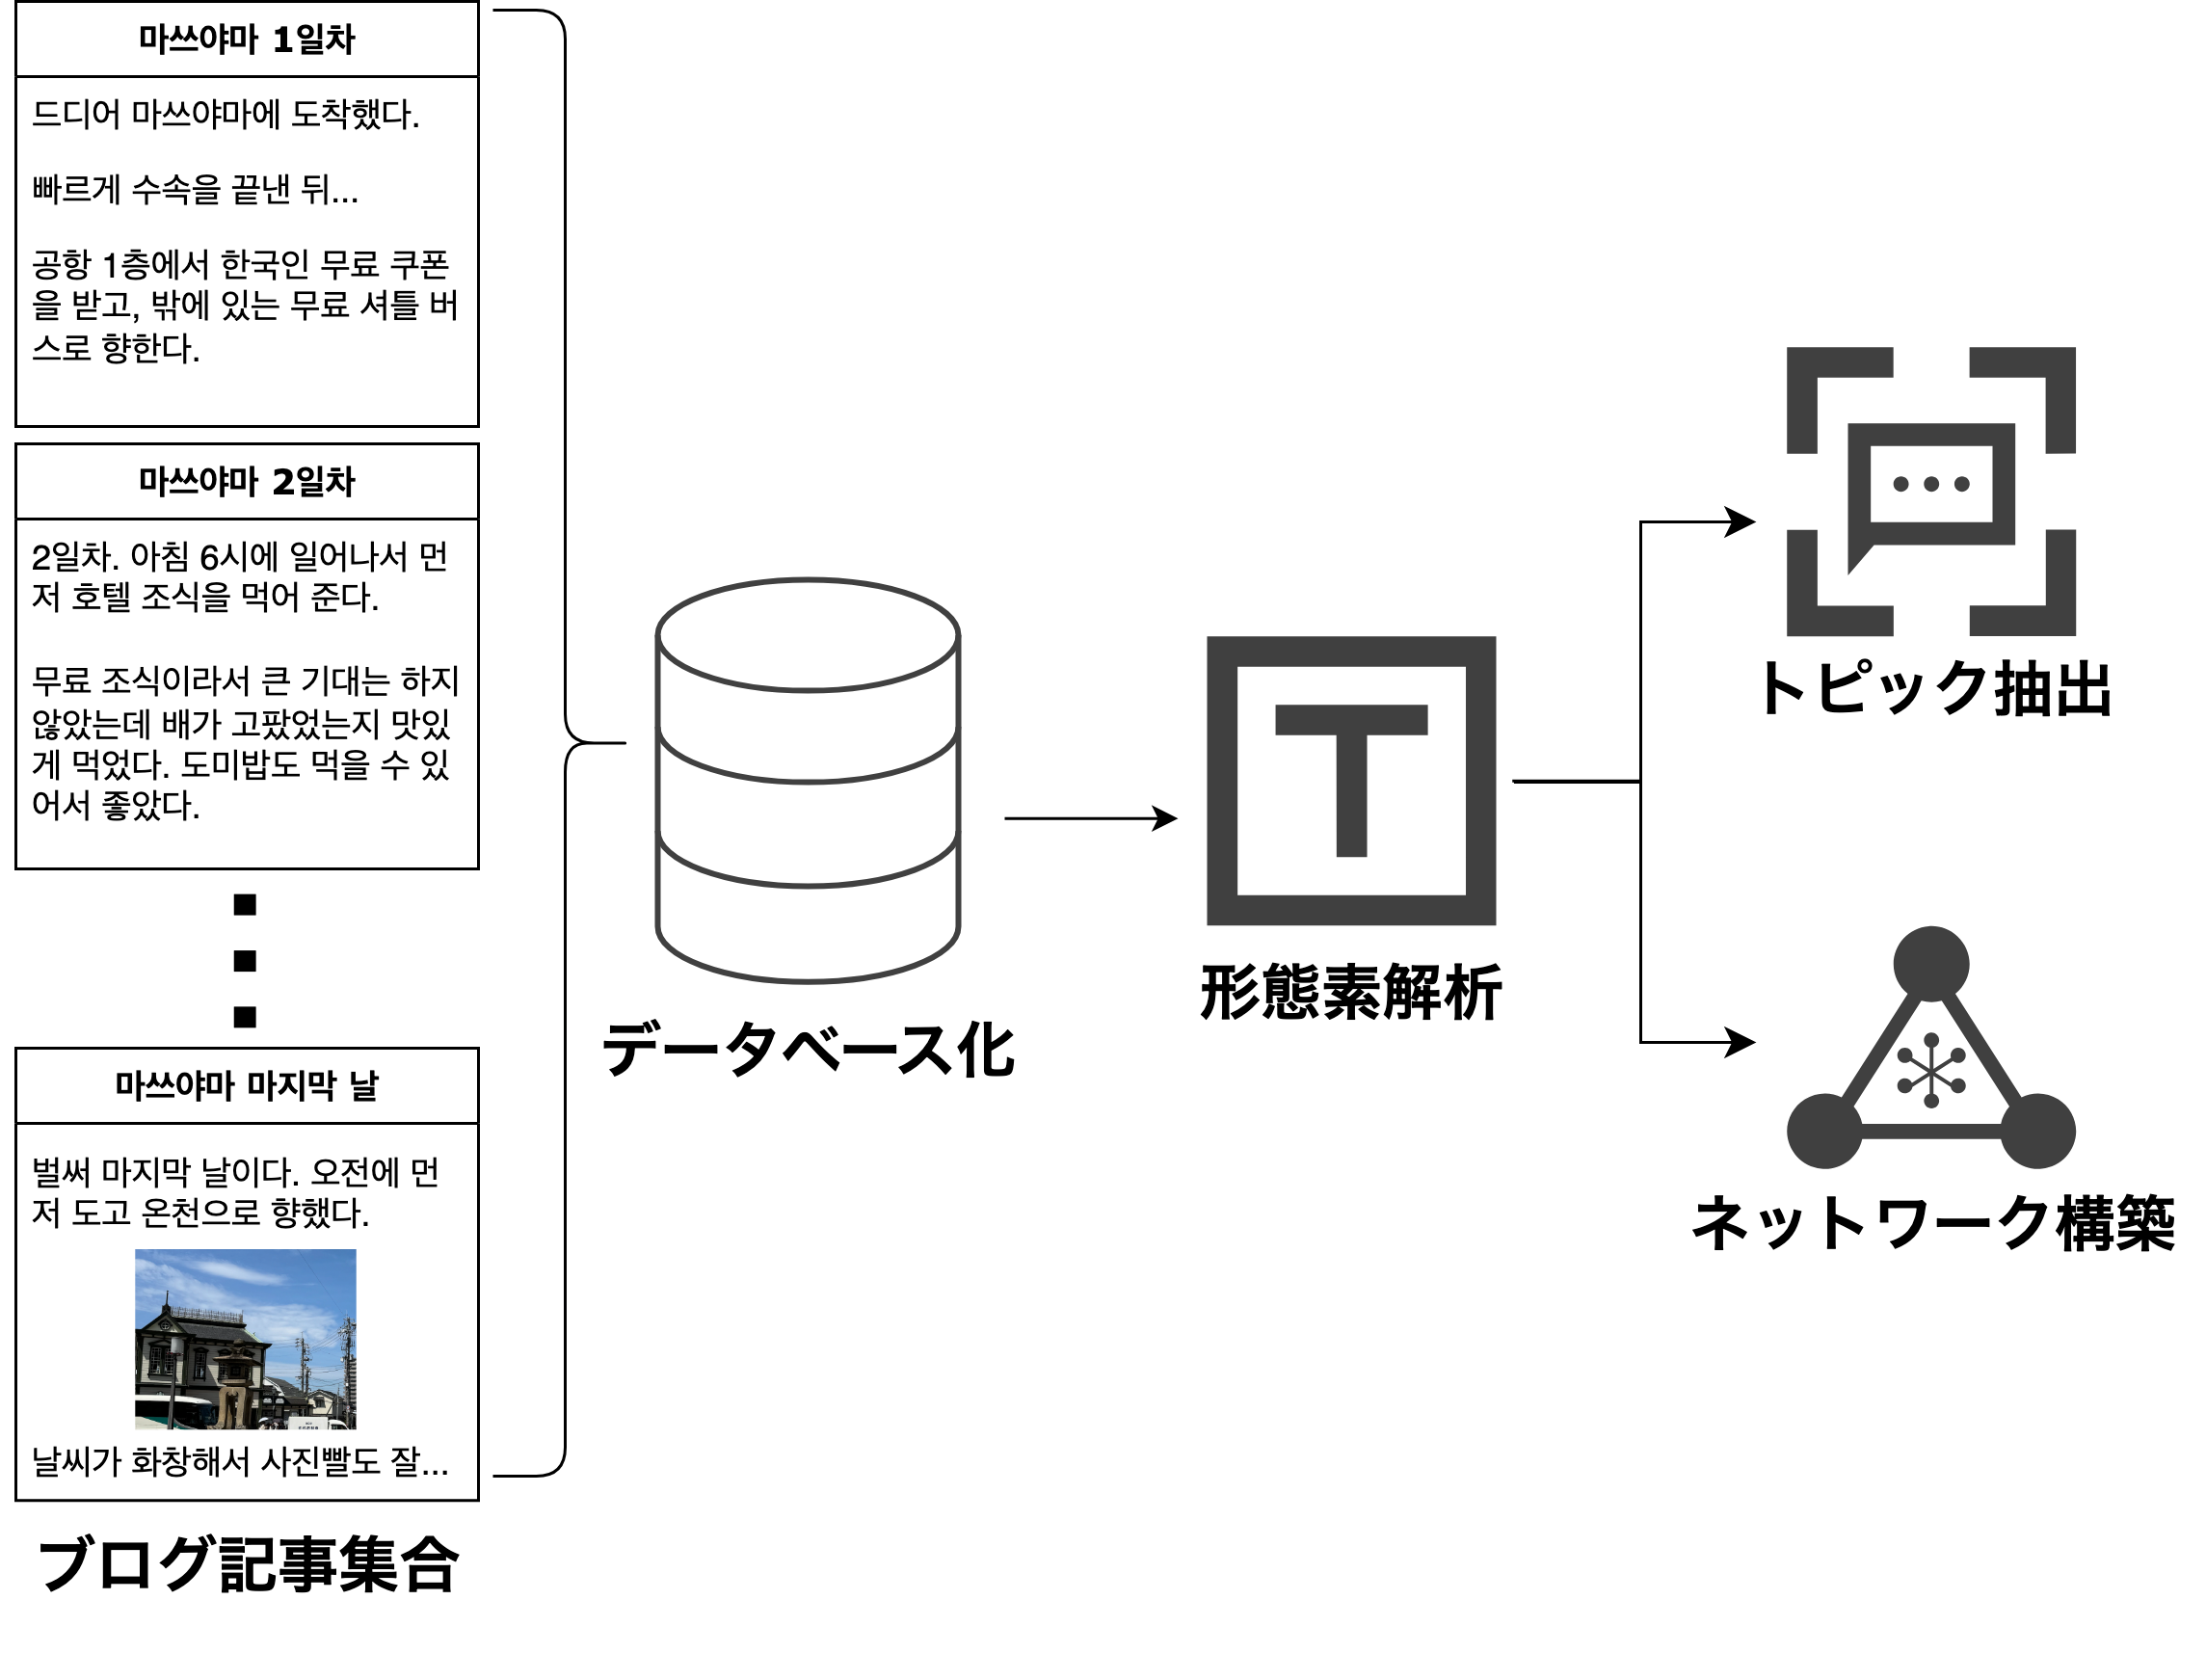 마쓰야마 1일차
드디어 마쓰야마에 도착했다.
빠르게 수속을 끝낸 뒤...
공항 1층에서 한국인 무료 쿠폰
을 받고, 밖에 있는 무료 셔틀 버
스로 향한다.
마쓰야마 2일차
2일차. 아침 6시에 일어나서 먼
저 호텔 조식을 먹어 준다.
무료 조식이라서 큰 기대는 하지
않았는데 배가 고팠었는지 맛있
게 먹었다. 도미밥도 먹을 수 있
어서 좋았다.
마쓰야마 마지막 날
벌써 마지막 날이다. 오전에 먼
저 도고 온천으로 향했다.
날씨가 화창해서 사진빨도 잘...
ブログ記事集合
データベース化
T
形態素解析
トピック抽出
ネットワーク構築